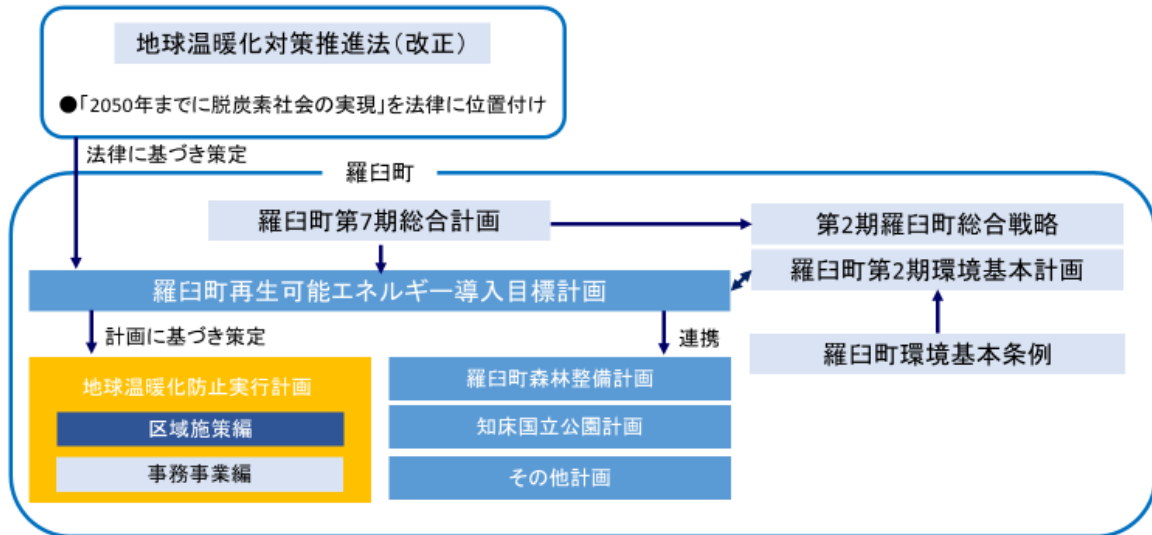 地球温暖化対策推進法（改正）
●「2050年までに脱炭素社会の実現」を法律に位置付け
法律に基づき策定
羅臼町
羅臼町第7期総合計画
第2期羅臼町総合戦略
羅臼町第2期環境基本計画
羅臼町再生可能エネルギー導入目標計画
計画に基づき策定
連携
羅臼町環境基本条例
地球温暖化防止実行計画
区域施策編
事務事業編
羅臼町森林整備計画
知床国立公園計画
その他計画